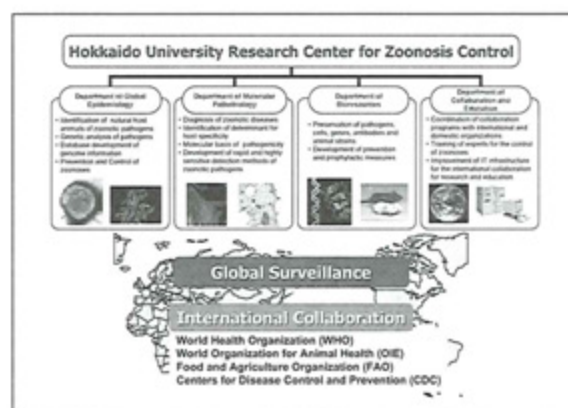 Hokkaido University Research Center for Zoonosis Control
Department of Global
Epidemiology
• Identification of natural host
animals of zoonotic pathogens
• Genetic analysis of pathogens
• Database development of
genome information
• Prevention and Control of
zoonoses
Department of Molecular
Pathobiology
• Diagnosis of zoonotic diseases
• Identification of determinant for
host specificity
• Molecular basis of pathogenicity
• Development of rapid and highly
sensitive detection methods of
zoonotic pathogens
Department of
Bioresources
• Preservation of pathogens,
cells, genes, antibodies and
animal strains
• Development of prevention
and prophylactic measures
Department of
Collaboration and
Education
• Coordination of collaboration
programs with international and
domestic organizations
• Training of experts for the control
of zoonoses
• Improvement of IT infrastructure
for the international collaboration
for research and education
Global Surveillance
International Collaboration
World Health Organization (WHO)
World Organization for Animal Health (OIE)
Food and Agriculture Organization (FAO)
Centers for Disease Control and Prevention (CDC)